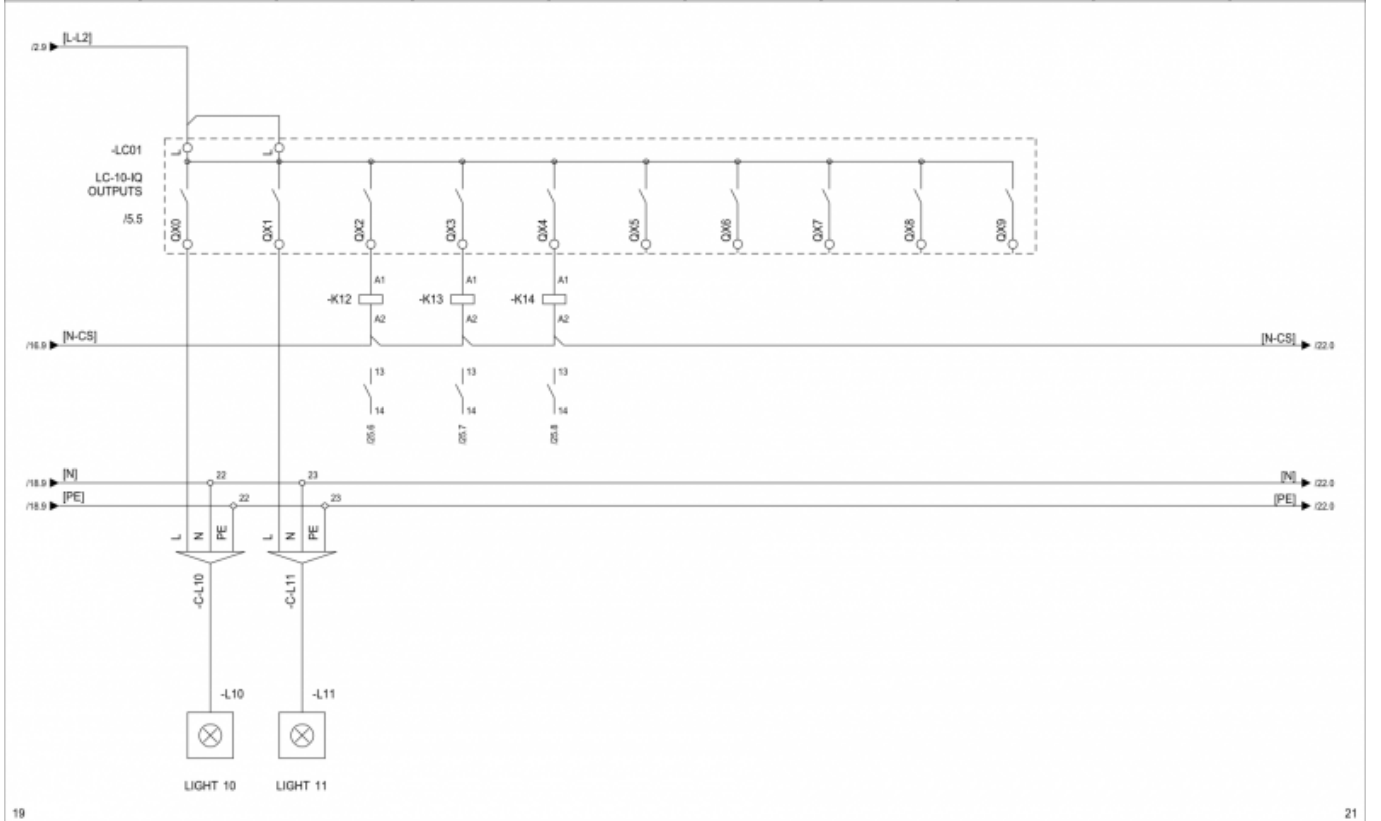 /2.9 [L-L2]
-LC01
LC-10-IQ
OUTPUTS
/5.5
L L
QX0 QX1 QX2 QX3 QX4 QX5 QX6 QX7 QX8 QX9
A1 A1 A1
-K12 -K13 -K14
A2 A2 A2
/16.9 [N-CS] [N-CS] /22.0
13 13 13
14 14 14
/25.6 /25.7 /25.8
/18.9 [N] 22 23 [N] /22.0
/18.9 [PE] 22 23 [PE] /22.0
L N PE L N PE
-C-L10 -C-L11
-L10 -L11
LIGHT 10 LIGHT 11
19 21